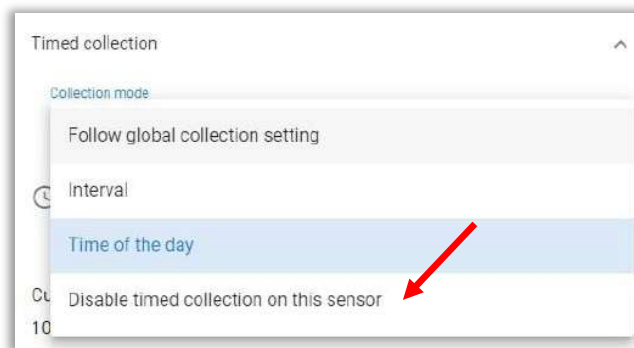 Timed collection
Collection mode
Follow global collection setting
Interval
Time of the day
Disable timed collection on this sensor